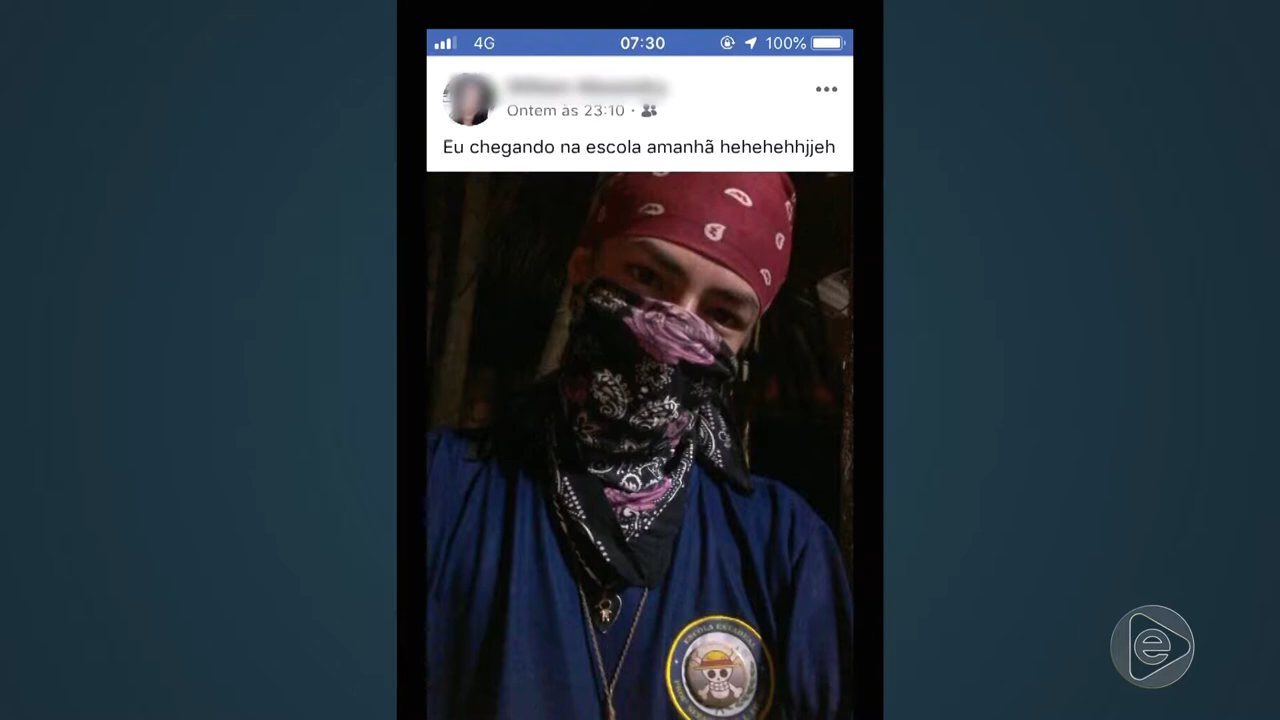 4G 07:30 100%
Ontem às 23:10
Eu chegando na escola amanhã hehehehhjjeh
ESCOLA ESTADUAL
e